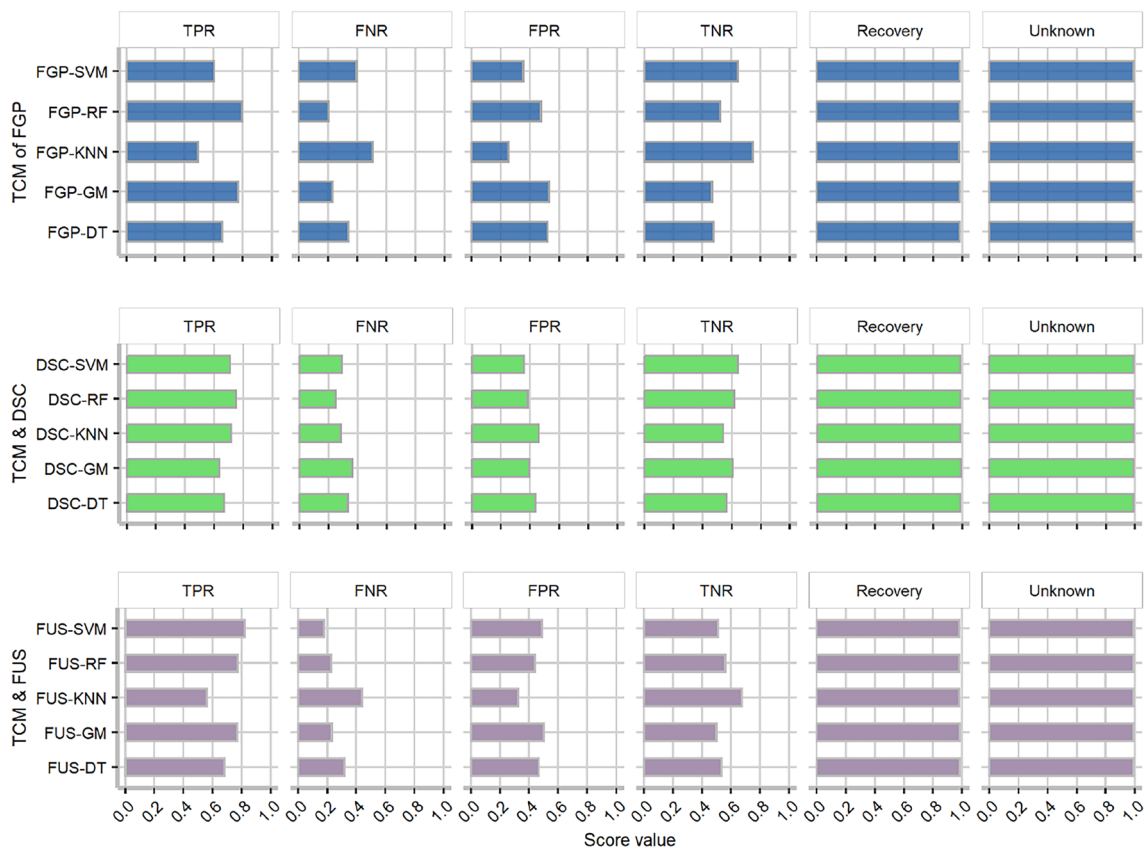 TCM of FGP
TPR FNR FPR TNR Recovery Unknown
FGP-SVM
FGP-RF
FGP-KNN
FGP-GM
FGP-DT
TCM & DSC
TPR FNR FPR TNR Recovery Unknown
DSC-SVM
DSC-RF
DSC-KNN
DSC-GM
DSC-DT
TCM & FUS
TPR FNR FPR TNR Recovery Unknown
FUS-SVM
FUS-RF
FUS-KNN
FUS-GM
FUS-DT
0.0 0.2 0.4 0.6 0.8 1.0 0.0 0.2 0.4 0.6 0.8 1.0 0.0 0.2 0.4 0.6 0.8 1.0 0.0 0.2 0.4 0.6 0.8 1.0 0.0 0.2 0.4 0.6 0.8 1.0 0.0 0.2 0.4 0.6 0.8 1.0
Score value